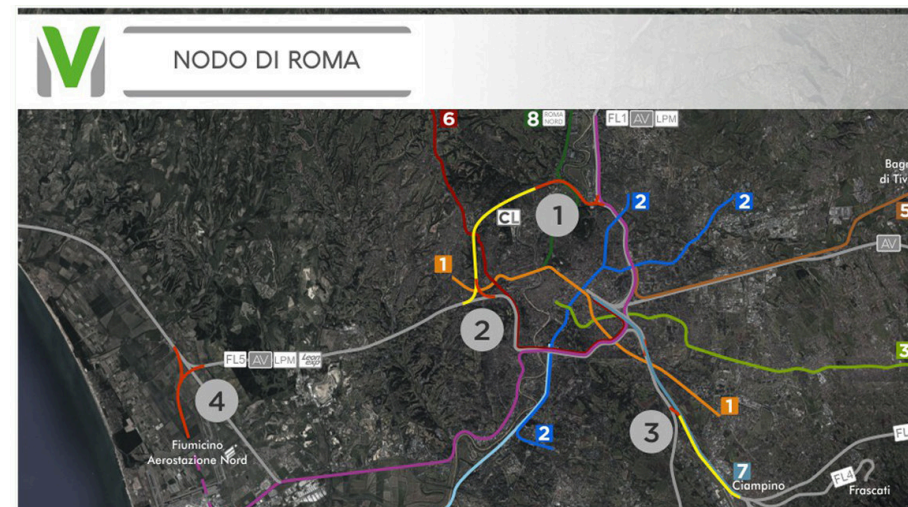 NODO DI ROMA
6
8 ROMA NORD
FL1 AV LPM
2
2
5
CL
1
1
AV
2
FL5 AV LPM
4
3
3
1
2
Fiumicino
Aerostazione Nord
7
Ciampino
FL4
Frascati